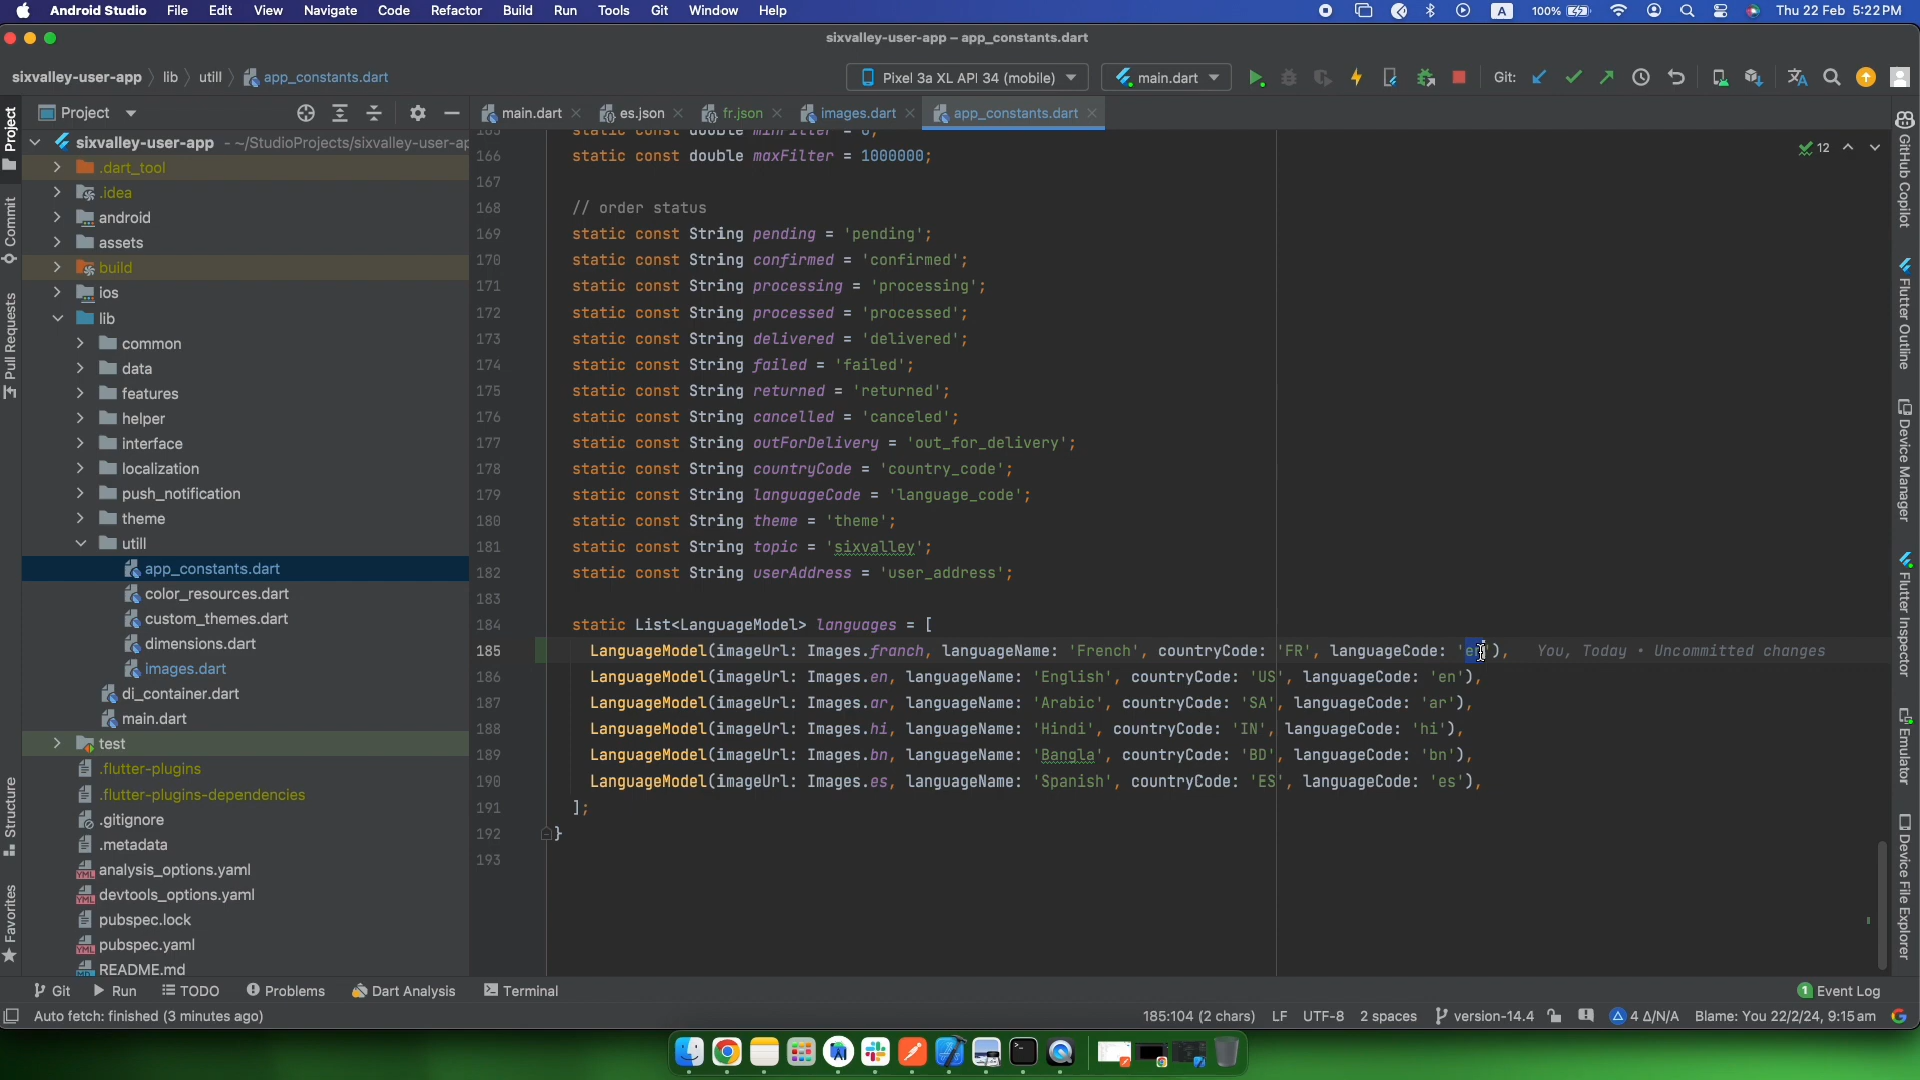 Android Studio File Edit View Navigate Code Refactor Build Run Tools Git Window Help A 100% Thu 22 Feb 5:22 PM
sixvalley-user-app – app_constants.dart
sixvalley-user-app lib utill app_constants.dart Pixel 3a XL API 34 (mobile) main.dart Git:
Project main.dart es.json fr.json images.dart app_constants.dart
Project
Commit
Pull Requests
Structure
Favorites
sixvalley-user-app - ~/StudioProjects/sixvalley-user-ap
.dart_tool
.idea
android
assets
build
ios
lib
common
data
features
helper
interface
localization
push_notification
theme
utill
app_constants.dart
color_resources.dart
custom_themes.dart
dimensions.dart
images.dart
di_container.dart
main.dart
test
.flutter-plugins
.flutter-plugins-dependencies
.gitignore
.metadata
analysis_options.yaml
devtools_options.yaml
pubspec.lock
pubspec.yaml
README.md
165 static const double minFilter = 0;
166 static const double maxFilter = 1000000;
167
168 // order status
169 static const String pending = 'pending';
170 static const String confirmed = 'confirmed';
171 static const String processing = 'processing';
172 static const String processed = 'processed';
173 static const String delivered = 'delivered';
174 static const String failed = 'failed';
175 static const String returned = 'returned';
176 static const String cancelled = 'canceled';
177 static const String outForDelivery = 'out_for_delivery';
178 static const String countryCode = 'country_code';
179 static const String languageCode = 'language_code';
180 static const String theme = 'theme';
181 static const String topic = 'sixvalley';
182 static const String userAddress = 'user_address';
183
184 static List<LanguageModel> languages = [
185 LanguageModel(imageUrl: Images.franch, languageName: 'French', countryCode: 'FR', languageCode: 'en'), You, Today • Uncommitted changes
186 LanguageModel(imageUrl: Images.en, languageName: 'English', countryCode: 'US', languageCode: 'en'),
187 LanguageModel(imageUrl: Images.ar, languageName: 'Arabic', countryCode: 'SA', languageCode: 'ar'),
188 LanguageModel(imageUrl: Images.hi, languageName: 'Hindi', countryCode: 'IN', languageCode: 'hi'),
189 LanguageModel(imageUrl: Images.bn, languageName: 'Bangla', countryCode: 'BD', languageCode: 'bn'),
190 LanguageModel(imageUrl: Images.es, languageName: 'Spanish', countryCode: 'ES', languageCode: 'es'),
191 ];
192 }
193
12
GitHub Copilot
Flutter Outline
Device Manager
Flutter Inspector
Emulator
Device File Explorer
Git Run TODO Problems Dart Analysis Terminal 1 Event Log
Auto fetch: finished (3 minutes ago) 185:104 (2 chars) LF UTF-8 2 spaces version-14.4 4 Δ/N/A Blame: You 22/2/24, 9:15 am